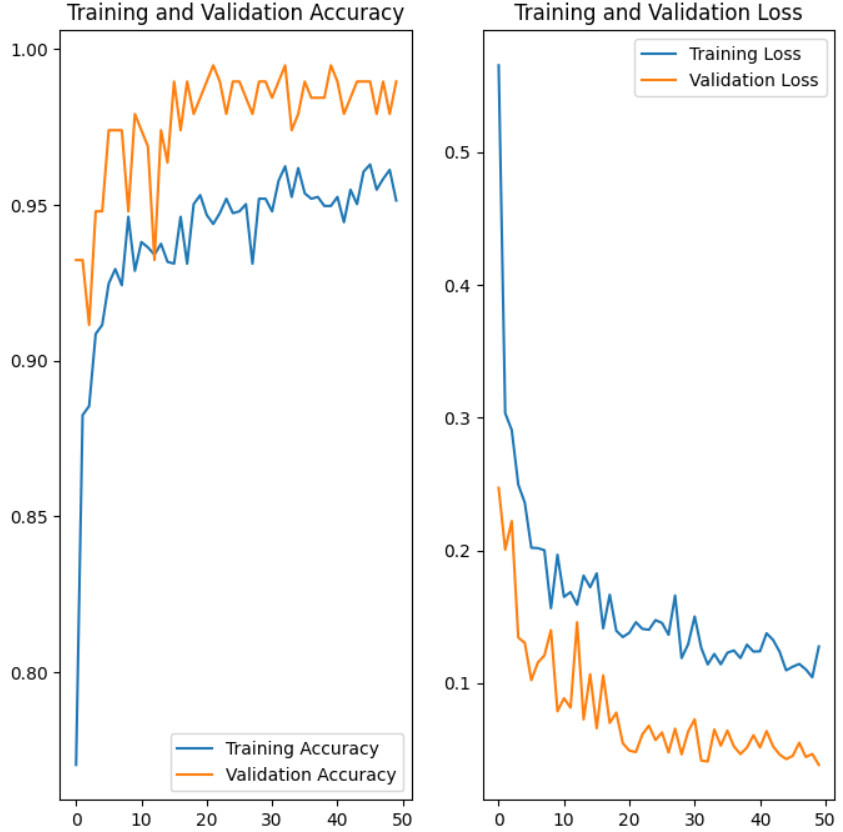 Training and Validation Accuracy
1.00
0.95
0.90
0.85
0.80
Training Accuracy
Validation Accuracy
0 10 20 30 40 50
Training and Validation Loss
Training Loss
Validation Loss
0.5
0.4
0.3
0.2
0.1
0 10 20 30 40 50